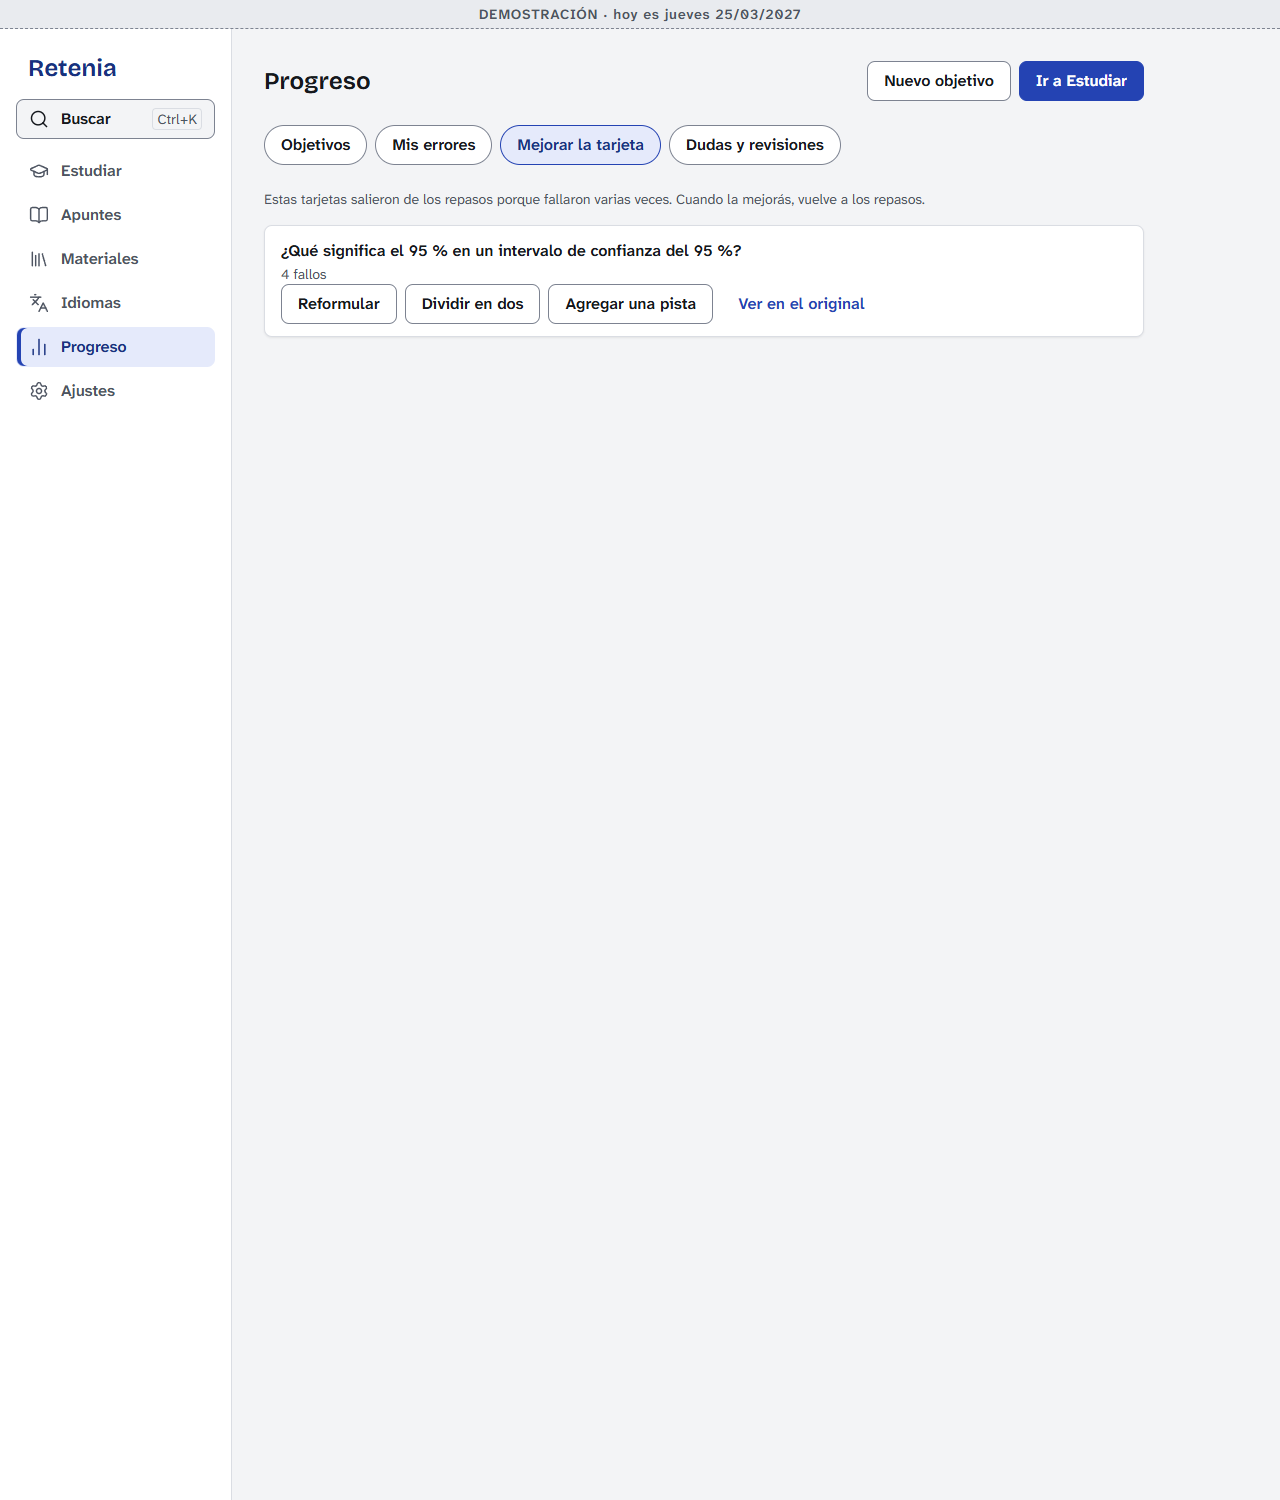 DEMOSTRACIÓN · hoy es jueves 25/03/2027
Retenia
Buscar Ctrl+K
Estudiar
Apuntes
Materiales
Idiomas
Progreso
Ajustes
Progreso
Nuevo objetivo
Ir a Estudiar
Objetivos
Mis errores
Mejorar la tarjeta
Dudas y revisiones
Estas tarjetas salieron de los repasos porque fallaron varias veces. Cuando la mejorás, vuelve a los repasos.
¿Qué significa el 95 % en un intervalo de confianza del 95 %?
4 fallos
Reformular
Dividir en dos
Agregar una pista
Ver en el original